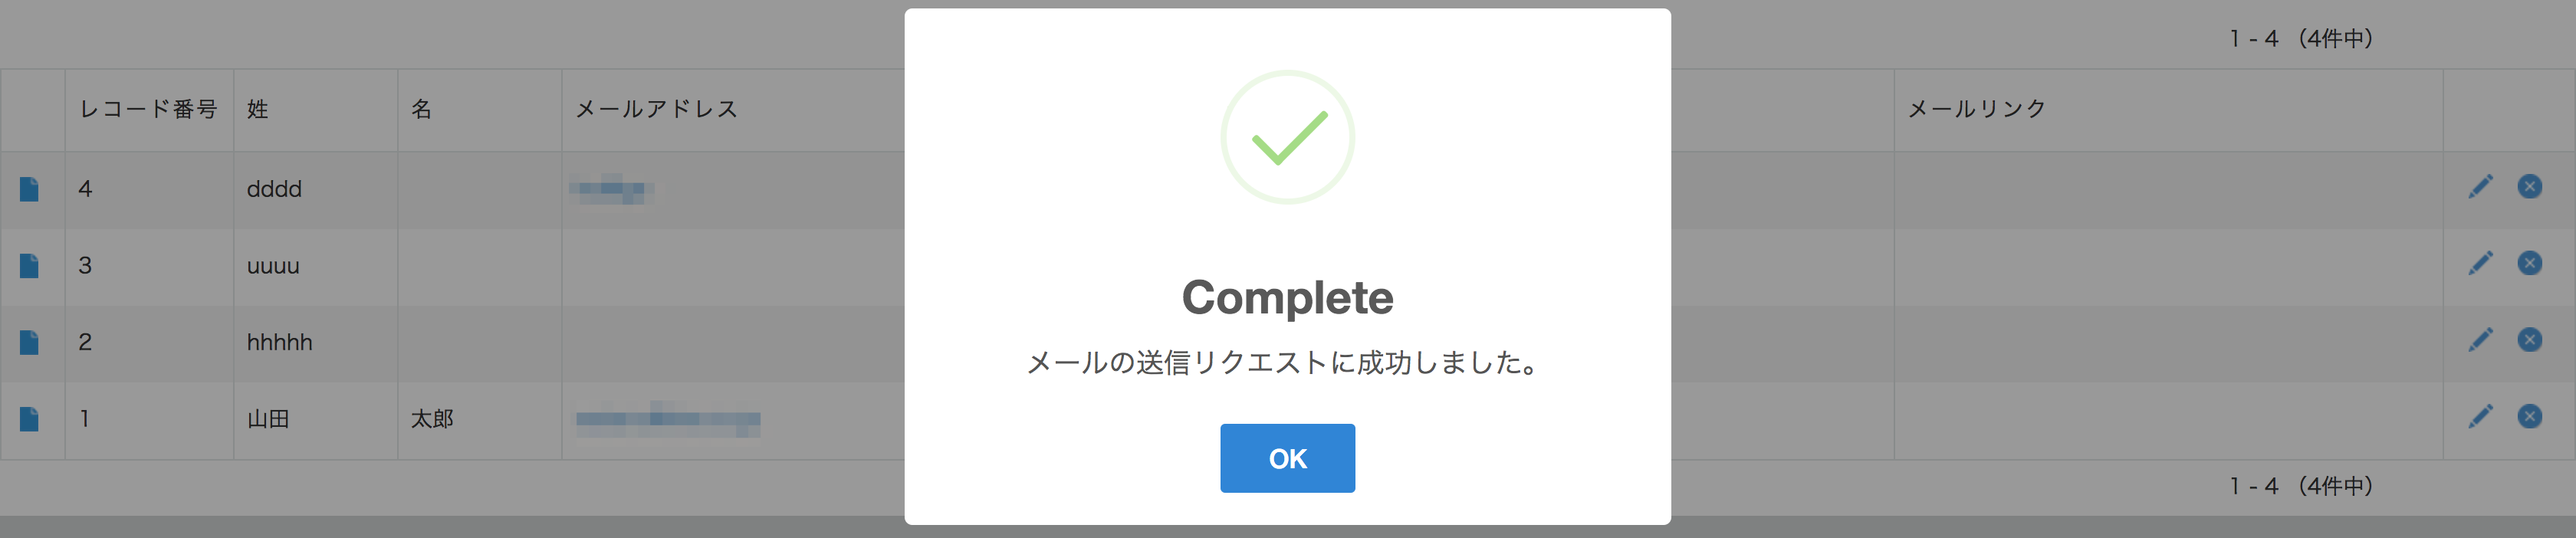 1 - 4 （4件中）
レコード番号 姓 名 メールアドレス メールリンク
4 dddd
3 uuuu
2 hhhhh
1 山田 太郎
Complete
メールの送信リクエストに成功しました。
OK
1 - 4 （4件中）